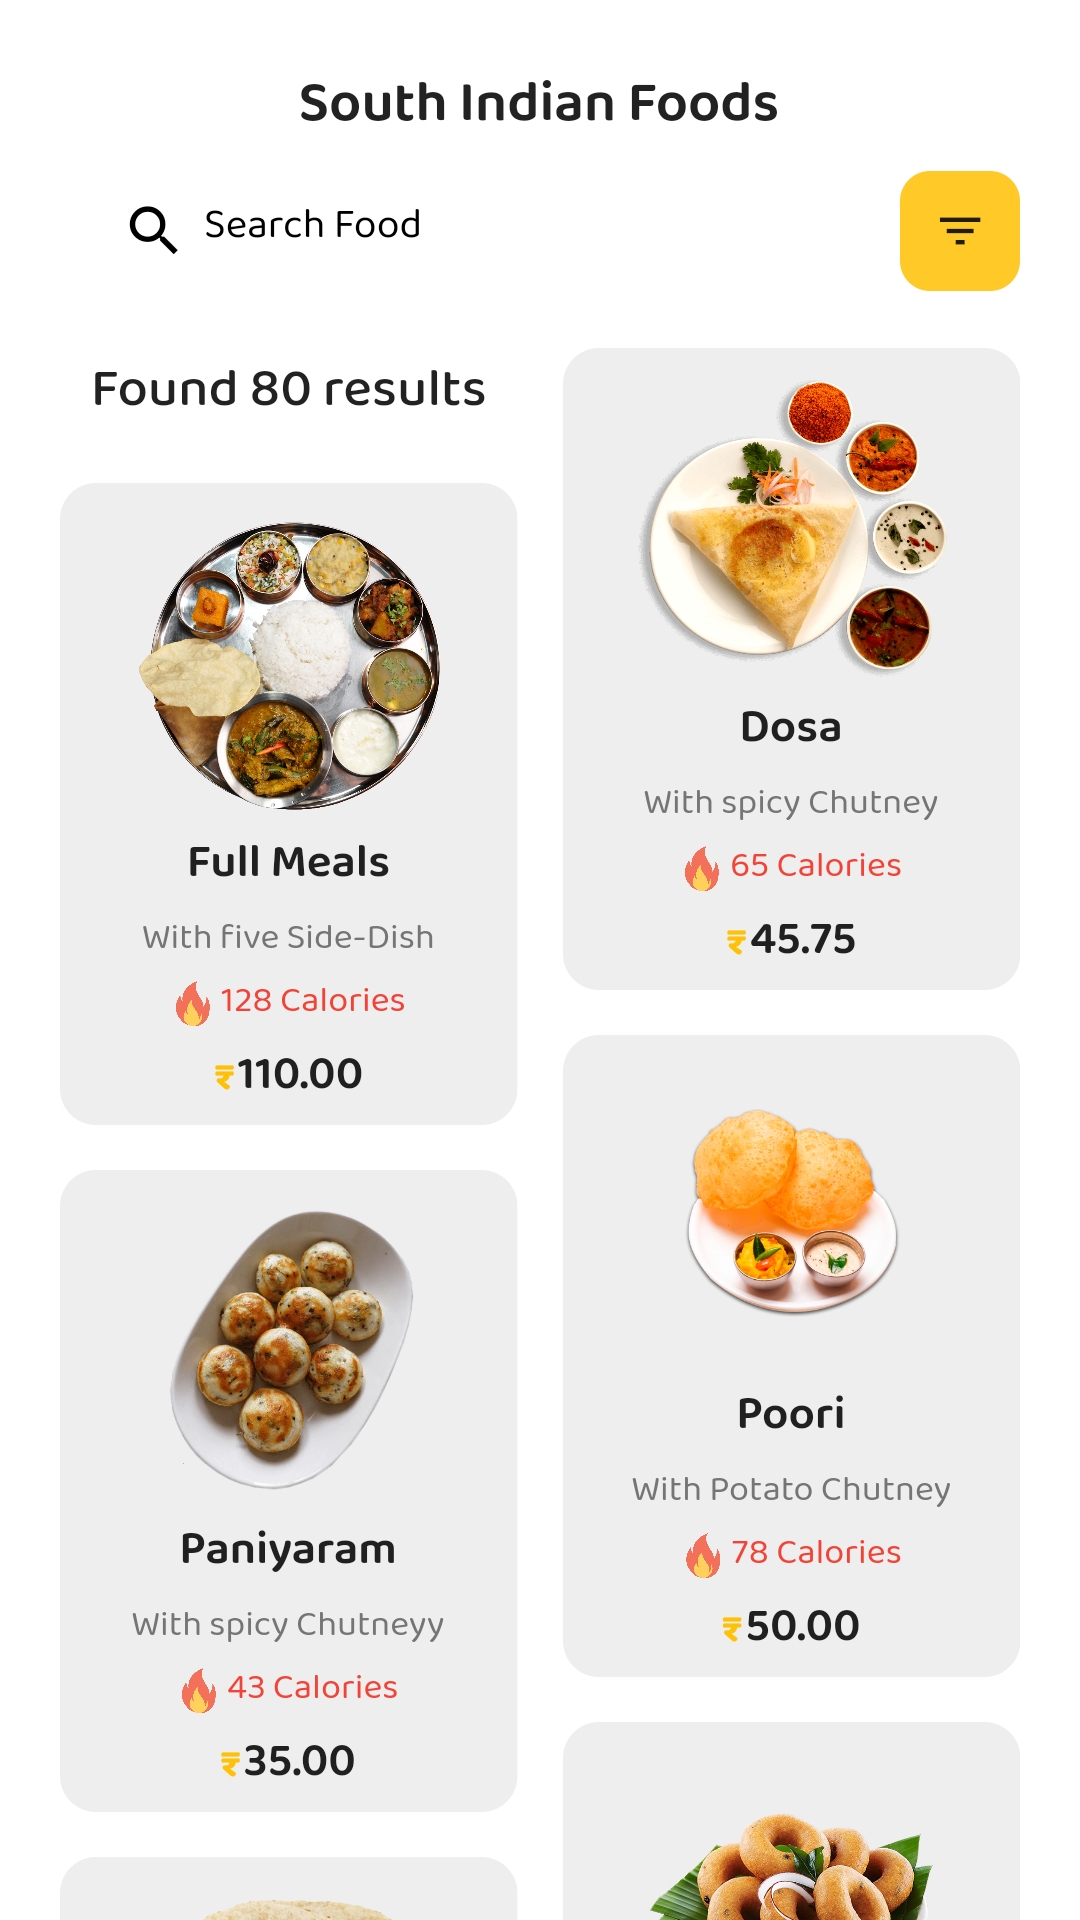 South Indian Foods
Search Food
Found 80 results
Full Meals
With five Side-Dish
128 Calories
₹110.00
Dosa
With spicy Chutney
65 Calories
₹45.75
Paniyaram
With spicy Chutneyy
43 Calories
₹35.00
Poori
With Potato Chutney
78 Calories
₹50.00